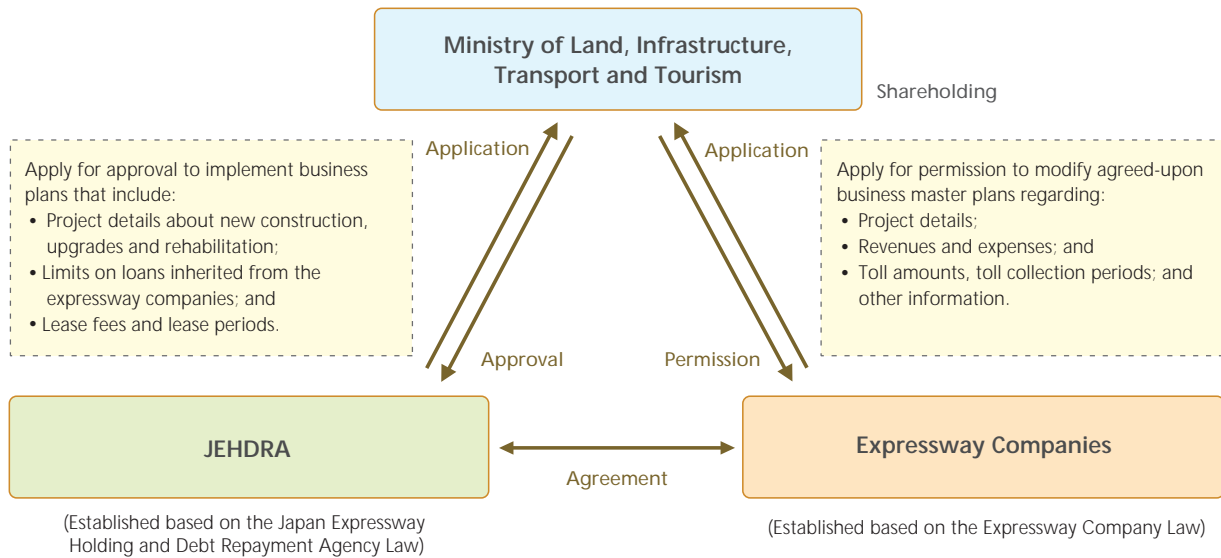 Ministry of Land, Infrastructure,
Transport and Tourism
Shareholding
Application
Application
Apply for approval to implement business
plans that include:
• Project details about new construction,
upgrades and rehabilitation;
• Limits on loans inherited from the
expressway companies; and
• Lease fees and lease periods.
Apply for permission to modify agreed-upon
business master plans regarding:
• Project details;
• Revenues and expenses; and
• Toll amounts, toll collection periods; and
other information.
Approval
Permission
JEHDRA
Agreement
Expressway Companies
(Established based on the Japan Expressway
Holding and Debt Repayment Agency Law)
(Established based on the Expressway Company Law)